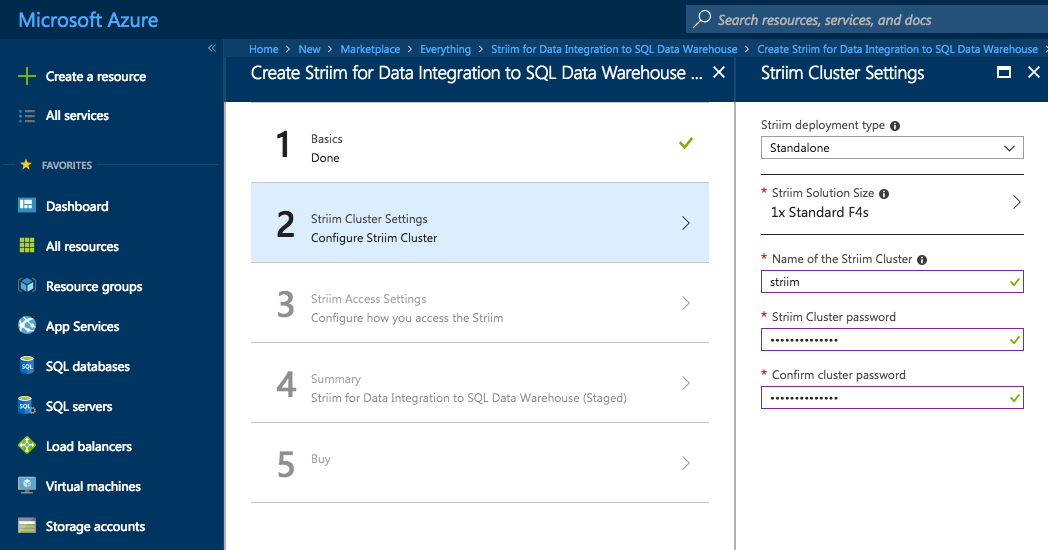 Microsoft Azure
Search resources, services, and docs
Home > New > Marketplace > Everything > Striim for Data Integration to SQL Data Warehouse > Create Striim for Data Integration to SQL Data Warehouse >
Create a resource
All services
FAVORITES
Dashboard
All resources
Resource groups
App Services
SQL databases
SQL servers
Load balancers
Virtual machines
Storage accounts
Create Striim for Data Integration to SQL Data Warehouse ...
1
Basics
Done
2
Striim Cluster Settings
Configure Striim Cluster
3
Striim Access Settings
Configure how you access the Striim
4
Summary
Striim for Data Integration to SQL Data Warehouse (Staged)
5
Buy
Striim Cluster Settings
Striim deployment type
Standalone
* Striim Solution Size
1x Standard F4s
* Name of the Striim Cluster
striim
* Striim Cluster password
••••••••••••••
* Confirm cluster password
••••••••••••••